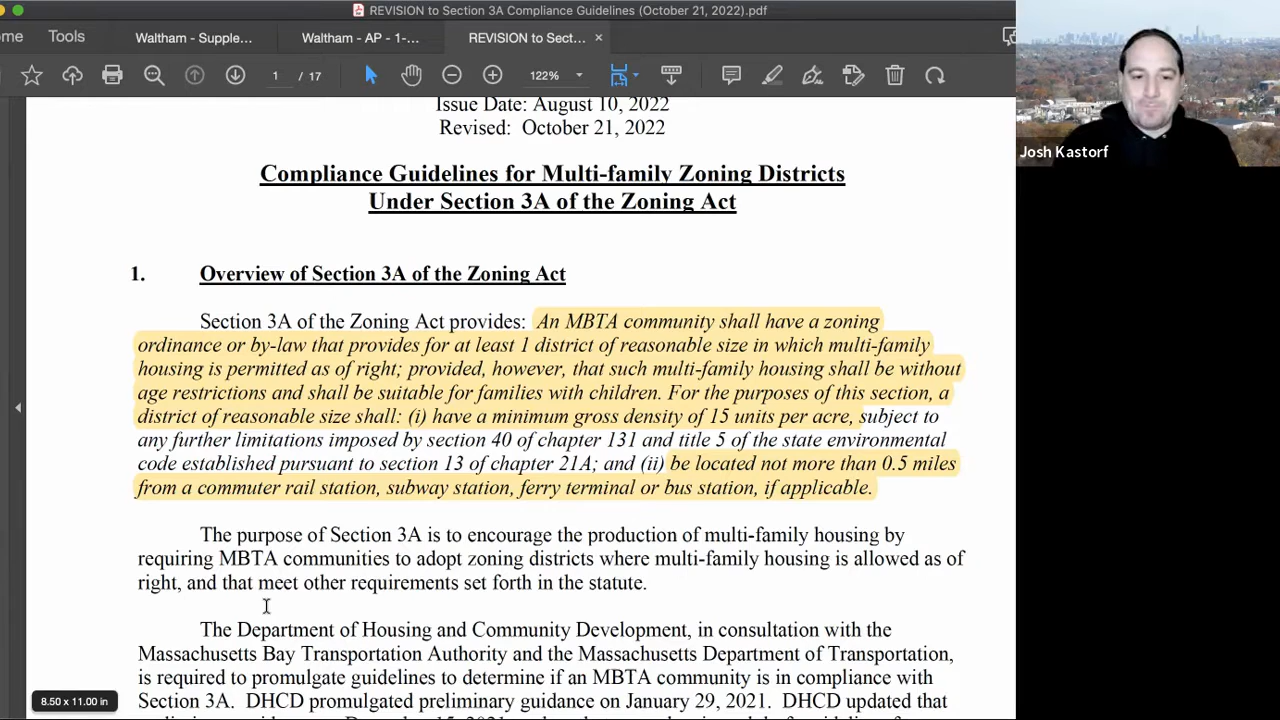 REVISION to Section 3A Compliance Guidelines (October 21, 2022).pdf
ome Tools Waltham - Supple... Waltham - AP - 1-... REVISION to Sect... ×
1 / 17 122%
Issue Date: August 10, 2022
Revised: October 21, 2022
Compliance Guidelines for Multi-family Zoning Districts
Under Section 3A of the Zoning Act
1. Overview of Section 3A of the Zoning Act
Section 3A of the Zoning Act provides: An MBTA community shall have a zoning
ordinance or by-law that provides for at least 1 district of reasonable size in which multi-family
housing is permitted as of right; provided, however, that such multi-family housing shall be without
age restrictions and shall be suitable for families with children. For the purposes of this section, a
district of reasonable size shall: (i) have a minimum gross density of 15 units per acre, subject to
any further limitations imposed by section 40 of chapter 131 and title 5 of the state environmental
code established pursuant to section 13 of chapter 21A; and (ii) be located not more than 0.5 miles
from a commuter rail station, subway station, ferry terminal or bus station, if applicable.
The purpose of Section 3A is to encourage the production of multi-family housing by
requiring MBTA communities to adopt zoning districts where multi-family housing is allowed as of
right, and that meet other requirements set forth in the statute.
The Department of Housing and Community Development, in consultation with the
Massachusetts Bay Transportation Authority and the Massachusetts Department of Transportation,
is required to promulgate guidelines to determine if an MBTA community is in compliance with
Section 3A. DHCD promulgated preliminary guidance on January 29, 2021. DHCD updated that
8.50 x 11.00 in
Josh Kastorf